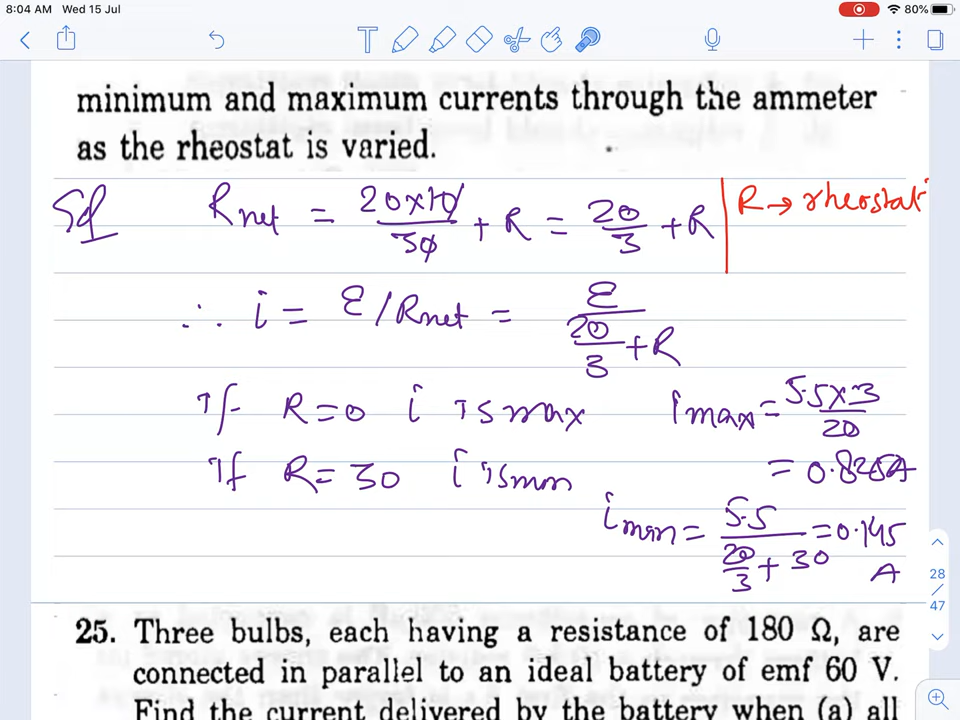 8:04 AM Wed 15 Jul 80%
minimum and maximum currents through the ammeter
as the rheostat is varied.
Sol Rnet = 20×10/30 + R = 20/3 + R | R → rheostat
∴ i = ε/Rnet = ε / (20/3 + R)
If R=0 i is max imax = 5.5×3/20
= 0.825A
If R=30 i is min
imin = 5.5 / (20/3 + 30) = 0.145
A
28
/
47
25. Three bulbs, each having a resistance of 180 Ω, are
connected in parallel to an ideal battery of emf 60 V.
Find the current delivered by the battery when (a) all